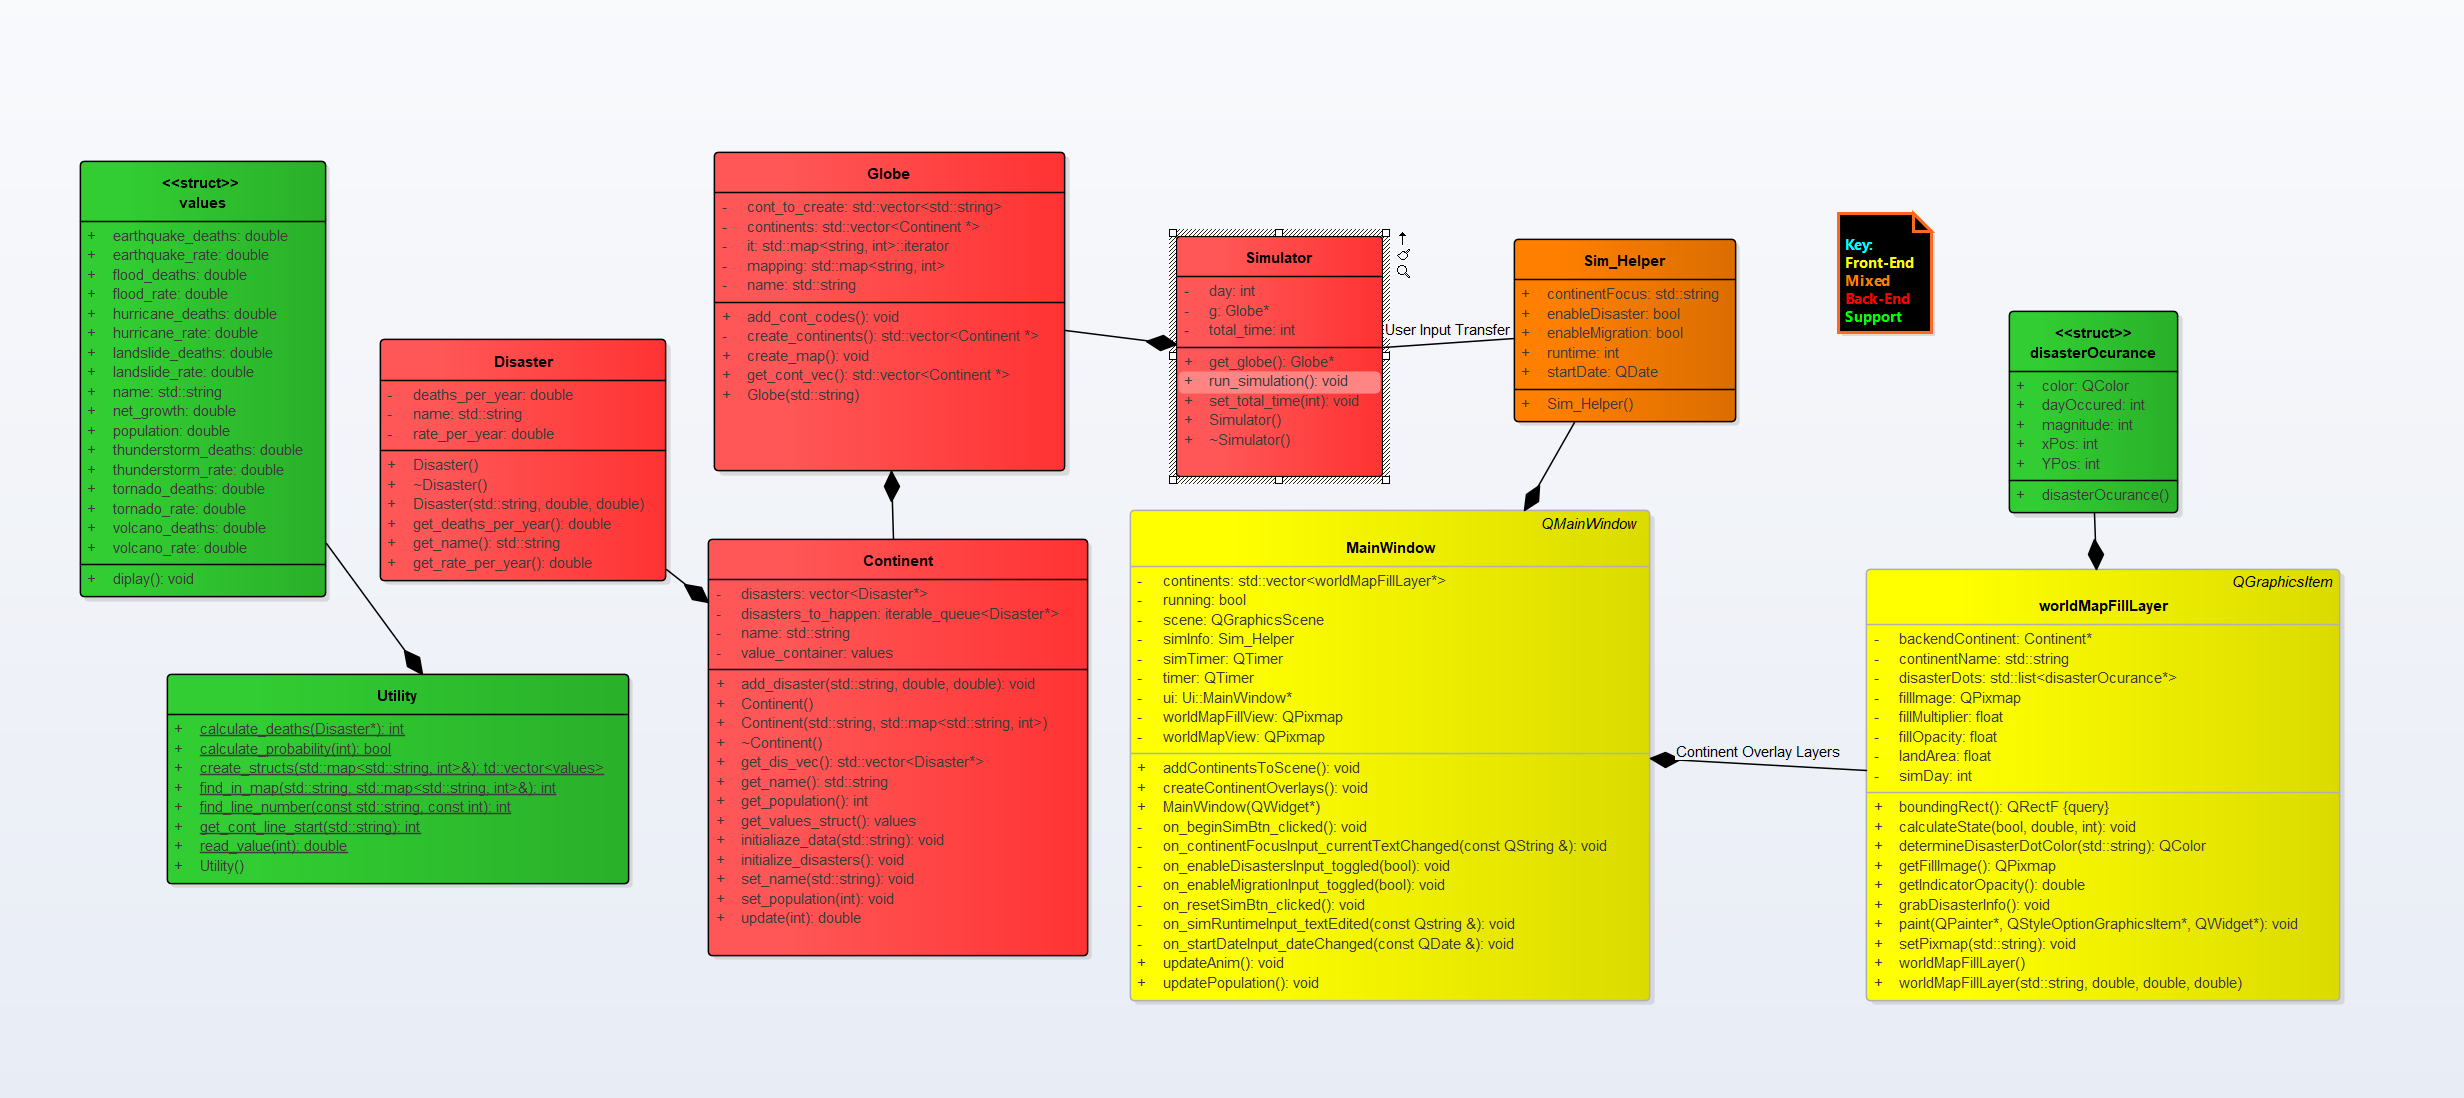 <<struct>>
values
+ earthquake_deaths: double
+ earthquake_rate: double
+ flood_deaths: double
+ flood_rate: double
+ hurricane_deaths: double
+ hurricane_rate: double
+ landslide_deaths: double
+ landslide_rate: double
+ name: std::string
+ net_growth: double
+ population: double
+ thunderstorm_deaths: double
+ thunderstorm_rate: double
+ tornado_deaths: double
+ tornado_rate: double
+ volcano_deaths: double
+ volcano_rate: double
+ diplay(): void
Disaster
- deaths_per_year: double
- name: std::string
- rate_per_year: double
+ Disaster()
+ ~Disaster()
+ Disaster(std::string, double, double)
+ get_deaths_per_year(): double
+ get_name(): std::string
+ get_rate_per_year(): double
Utility
+ calculate_deaths(Disaster*): int
+ calculate_probability(int): bool
+ create_structs(std::map<std::string, int>&): td::vector<values>
+ find_in_map(std::string, std::map<std::string, int>&): int
+ find_line_number(const std::string, const int): int
+ get_cont_line_start(std::string): int
+ read_value(int): double
+ Utility()
Globe
- cont_to_create: std::vector<std::string>
- continents: std::vector<Continent *>
- it: std::map<string, int>::iterator
- mapping: std::map<string, int>
- name: std::string
+ add_cont_codes(): void
- create_continents(): std::vector<Continent *>
+ create_map(): void
+ get_cont_vec(): std::vector<Continent *>
+ Globe(std::string)
Continent
- disasters: vector<Disaster*>
- disasters_to_happen: iterable_queue<Disaster*>
- name: std::string
- value_container: values
+ add_disaster(std::string, double, double): void
+ Continent()
+ Continent(std::string, std::map<std::string, int>)
+ ~Continent()
+ get_dis_vec(): std::vector<Disaster*>
+ get_name(): std::string
+ get_population(): int
+ get_values_struct(): values
+ initialiaze_data(std::string): void
+ initialize_disasters(): void
+ set_name(std::string): void
+ set_population(int): void
+ update(int): double
Simulator
- day: int
- g: Globe*
- total_time: int
+ get_globe(): Globe*
+ run_simulation(): void
+ set_total_time(int): void
+ Simulator()
+ ~Simulator()
User Input Transfer
Sim_Helper
+ continentFocus: std::string
+ enableDisaster: bool
+ enableMigration: bool
+ runtime: int
+ startDate: QDate
+ Sim_Helper()
QMainWindow
MainWindow
- continents: std::vector<worldMapFillLayer*>
- running: bool
- scene: QGraphicsScene
- simInfo: Sim_Helper
- simTimer: QTimer
- timer: QTimer
- ui: Ui::MainWindow*
- worldMapFillView: QPixmap
- worldMapView: QPixmap
+ addContinentsToScene(): void
+ createContinentOverlays(): void
+ MainWindow(QWidget*)
- on_beginSimBtn_clicked(): void
- on_continentFocusInput_currentTextChanged(const QString &): void
- on_enableDisastersInput_toggled(bool): void
- on_enableMigrationInput_toggled(bool): void
- on_resetSimBtn_clicked(): void
- on_simRuntimeInput_textEdited(const Qstring &): void
- on_startDateInput_dateChanged(const QDate &): void
+ updateAnim(): void
+ updatePopulation(): void
Continent Overlay Layers
Key:
Front-End
Mixed
Back-End
Support
<<struct>>
disasterOcurance
+ color: QColor
+ dayOccured: int
+ magnitude: int
+ xPos: int
+ YPos: int
+ disasterOcurance()
QGraphicsItem
worldMapFillLayer
- backendContinent: Continent*
- continentName: std::string
- disasterDots: std::list<disasterOcurance*>
- fillImage: QPixmap
- fillMultiplier: float
- fillOpacity: float
- landArea: float
- simDay: int
+ boundingRect(): QRectF {query}
+ calculateState(bool, double, int): void
+ determineDisasterDotColor(std::string): QColor
+ getFillImage(): QPixmap
+ getIndicatorOpacity(): double
+ grabDisasterInfo(): void
+ paint(QPainter*, QStyleOptionGraphicsItem*, QWidget*): void
+ setPixmap(std::string): void
+ worldMapFillLayer()
+ worldMapFillLayer(std::string, double, double, double)